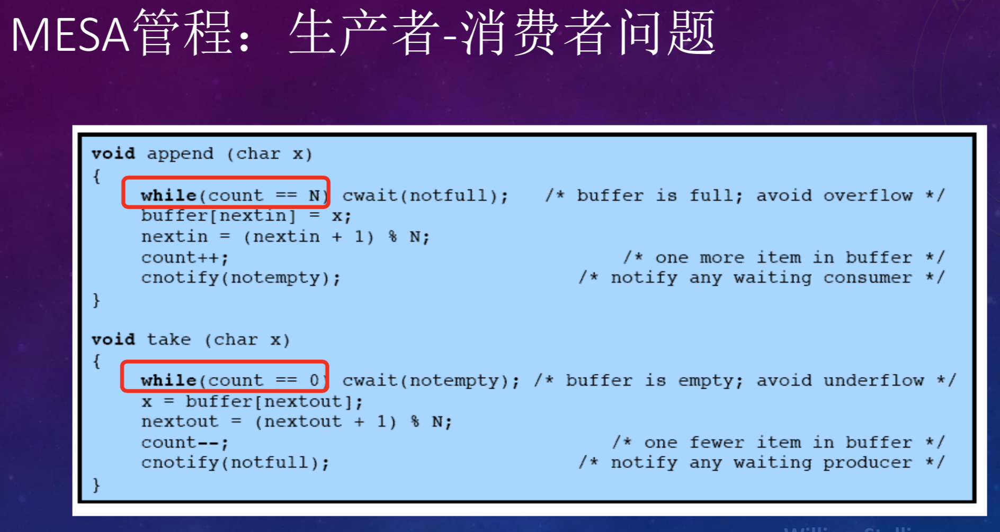 MESA管程：生产者-消费者问题
void append (char x)
{
while(count == N) cwait(notfull); /* buffer is full; avoid overflow */
buffer[nextin] = x;
nextin = (nextin + 1) % N;
count++; /* one more item in buffer */
cnotify(notempty); /* notify any waiting consumer */
}
void take (char x)
{
while(count == 0) cwait(notempty); /* buffer is empty; avoid underflow */
x = buffer[nextout];
nextout = (nextout + 1) % N;
count--; /* one fewer item in buffer */
cnotify(notfull); /* notify any waiting producer */
}